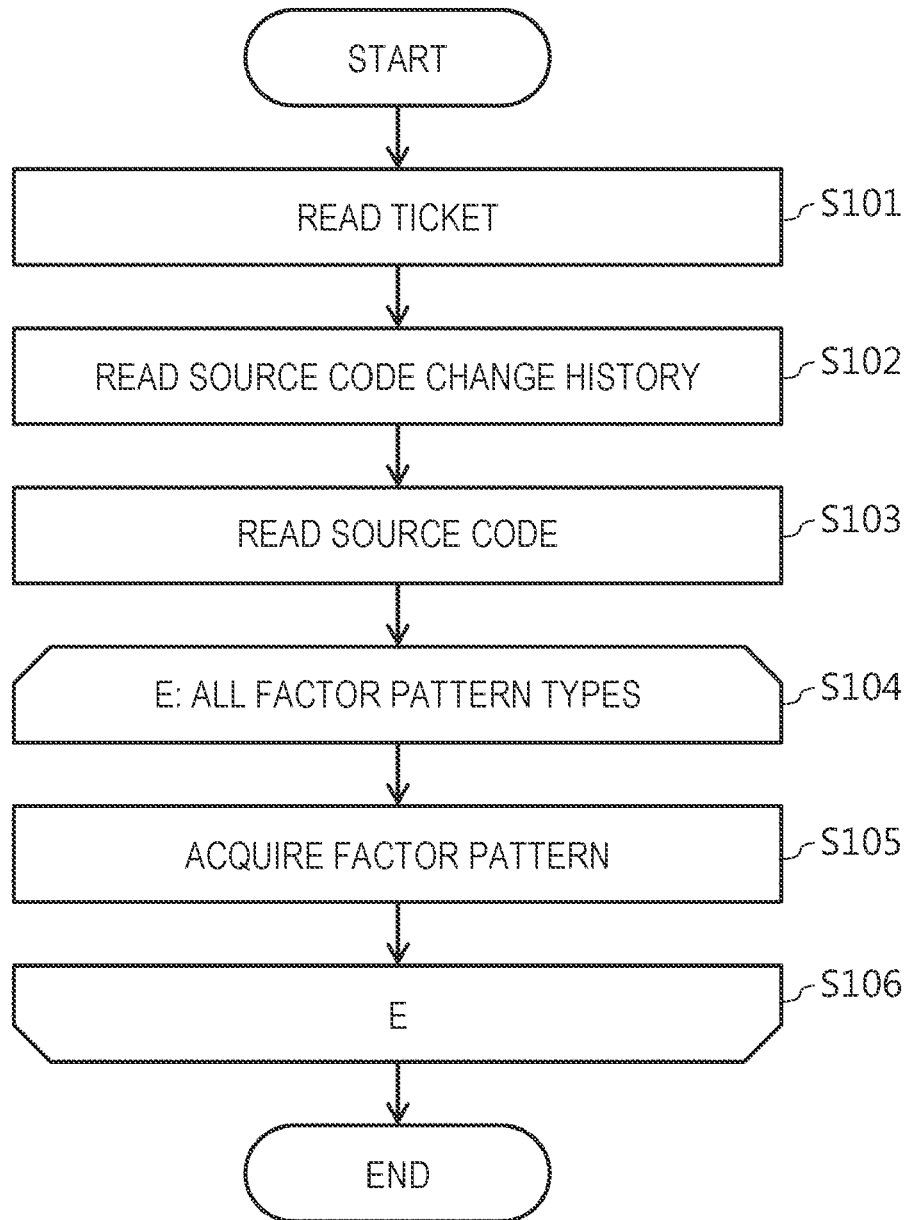 START
READ TICKET
S101
READ SOURCE CODE CHANGE HISTORY
S102
READ SOURCE CODE
S103
E: ALL FACTOR PATTERN TYPES
S104
ACQUIRE FACTOR PATTERN
S105
E
S106
END